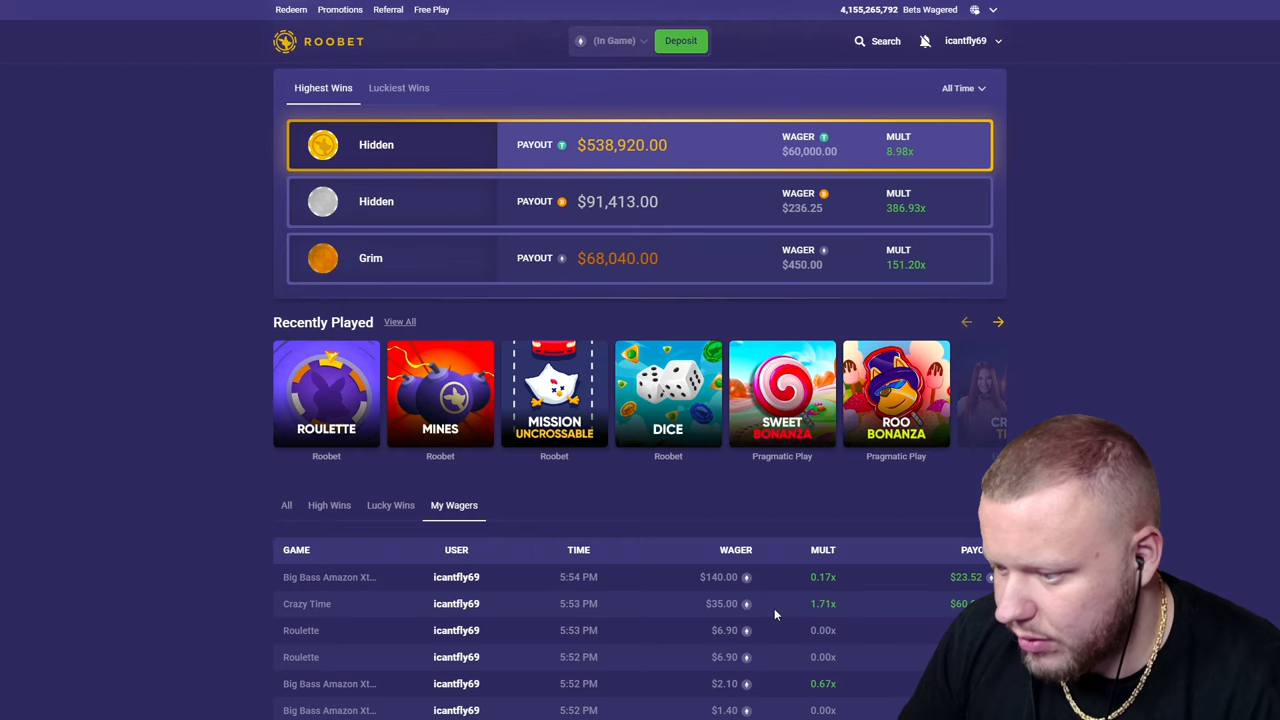 Redeem Promotions Referral Free Play 4,155,265,792 Bets Wagered
ROOBET (In Game) Deposit Search icantfly69
Highest Wins Luckiest Wins All Time
Hidden PAYOUT $538,920.00 WAGER $60,000.00 MULT 8.98x
Hidden PAYOUT $91,413.00 WAGER $236.25 MULT 386.93x
Grim PAYOUT $68,040.00 WAGER $450.00 MULT 151.20x
Recently Played View All
ROULETTE MINES MISSION UNCROSSABLE DICE SWEET BONANZA ROO BONANZA
Roobet Roobet Roobet Roobet Pragmatic Play Pragmatic Play
All High Wins Lucky Wins My Wagers
GAME USER TIME WAGER MULT
Big Bass Amazon Xt... icantfly69 5:54 PM $140.00 0.17x $23.52
Crazy Time icantfly69 5:53 PM $35.00 1.71x
Roulette icantfly69 5:53 PM $6.90 0.00x
Roulette icantfly69 5:52 PM $6.90 0.00x
Big Bass Amazon Xt... icantfly69 5:52 PM $2.10 0.67x
Big Bass Amazon Xt... icantfly69 5:52 PM $1.40 0.00x